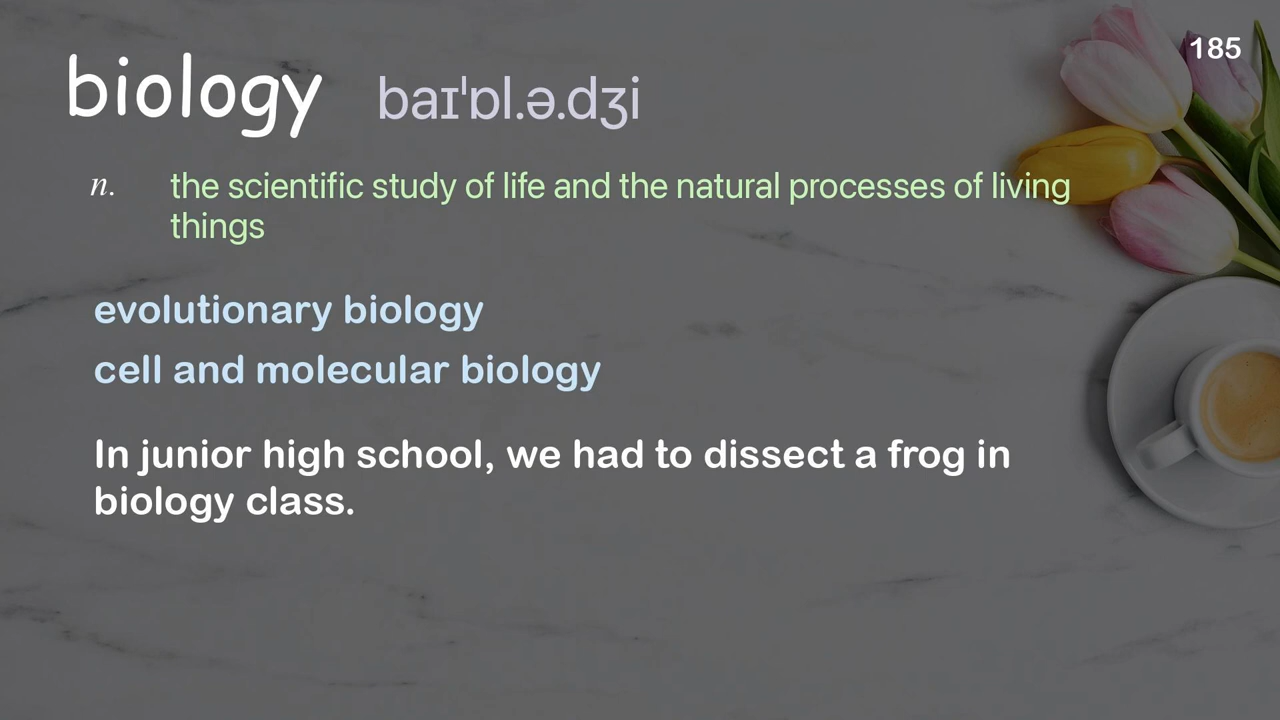 185
biology baɪˈɒl.ə.dʒi
n. the scientific study of life and the natural processes of living
things
evolutionary biology
cell and molecular biology
In junior high school, we had to dissect a frog in
biology class.